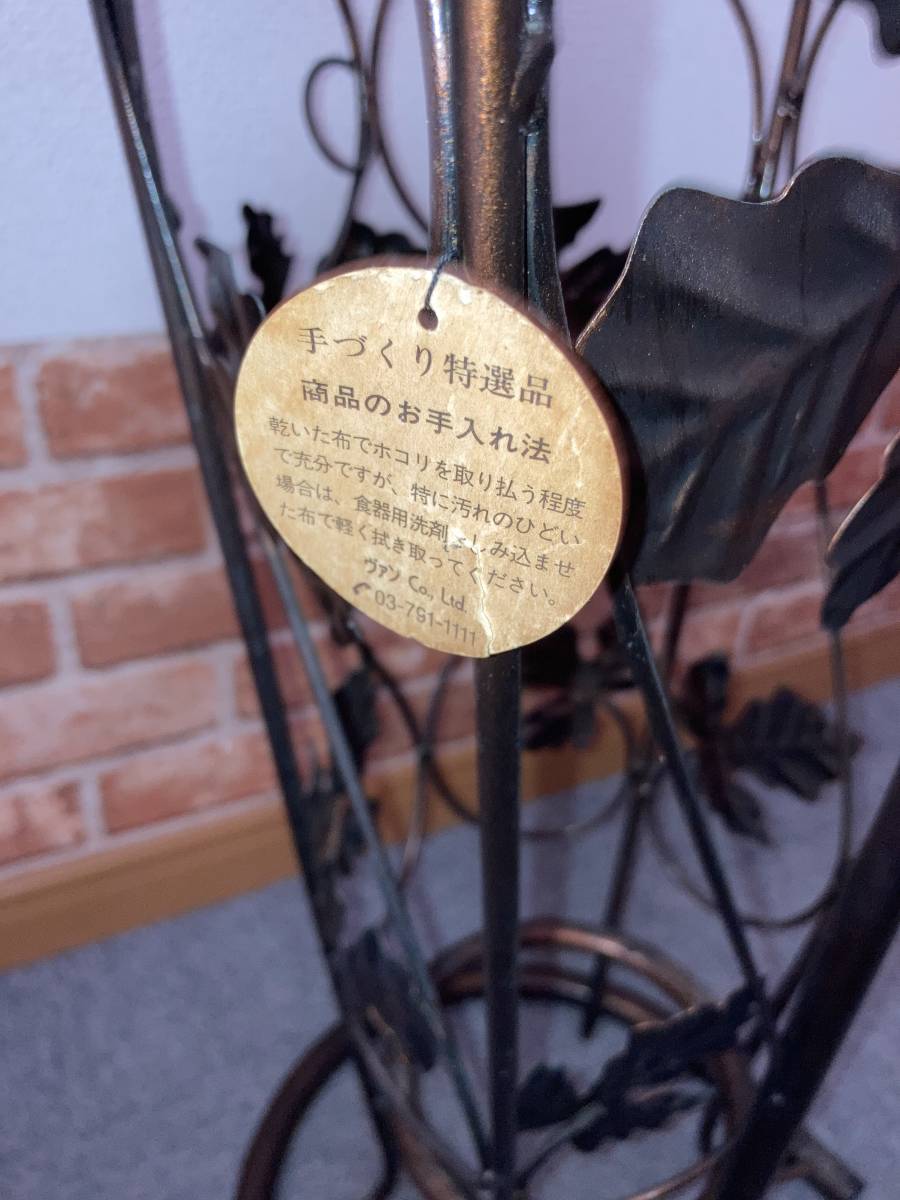 手づくり特選品
商品のお手入れ法
乾いた布でホコリを取り払う程度
で充分ですが、特に汚れのひどい
場合は、食器用洗剤をしみ込ませ
た布で軽く拭き取ってください。
ヴァン Co., Ltd.
03-791-1111